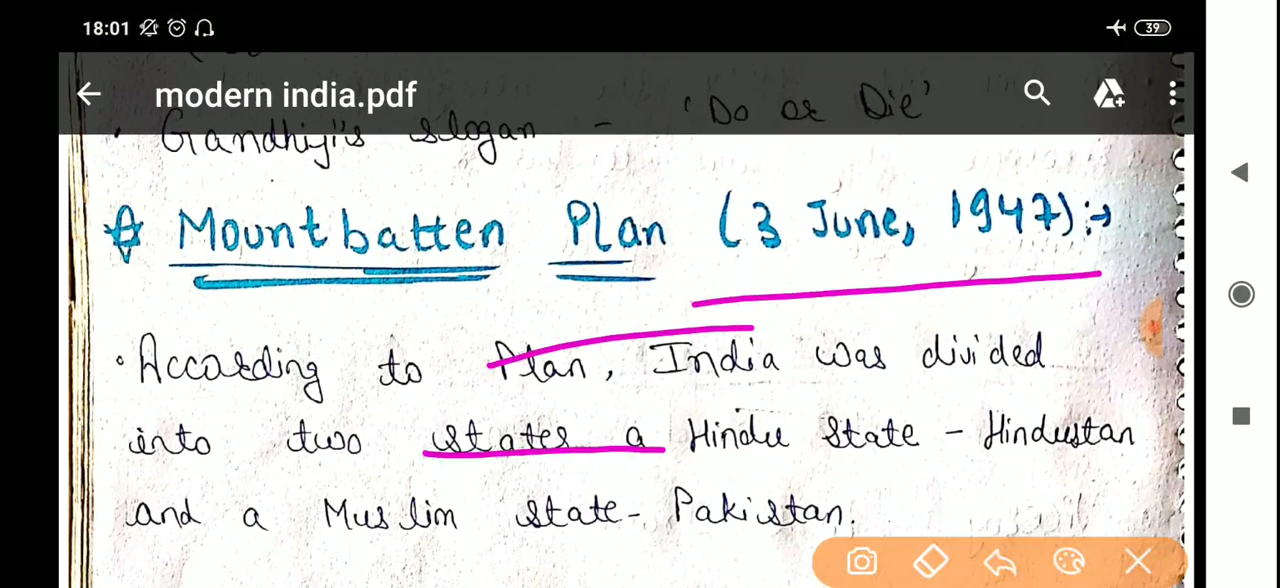 18:01
39
modern india.pdf
'Do or Die'
• Gandhiji's slogan -
Mountbatten Plan (3 June, 1947):→
• According to Plan, India was divided
into two states a Hindu State - Hindustan
and a Muslim state - Pakistan.